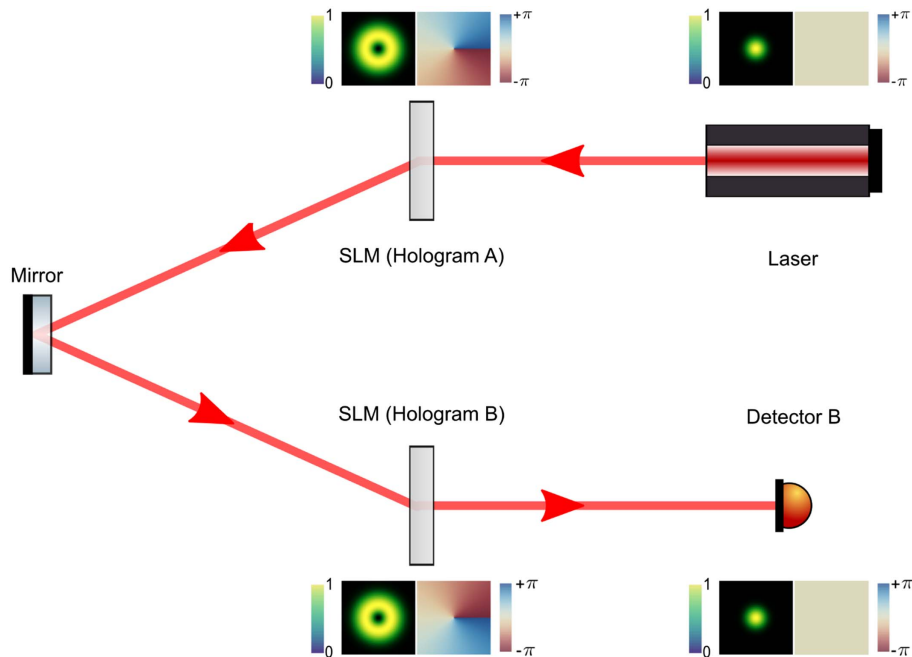 1
+π
1
+π
0
-π
0
-π
SLM (Hologram A)
Laser
Mirror
SLM (Hologram B)
Detector B
1
+π
1
+π
0
-π
0
-π